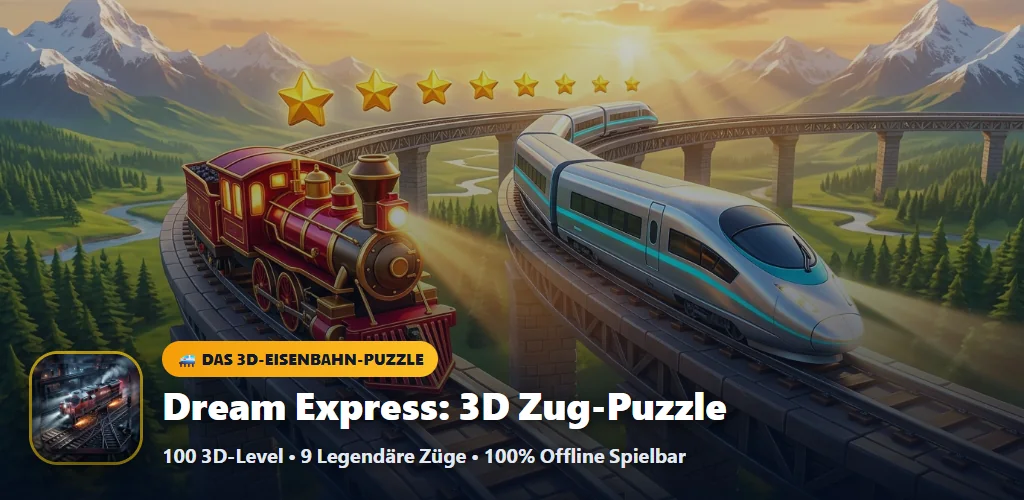 DAS 3D-EISENBAHN-PUZZLE
Dream Express: 3D Zug-Puzzle
100 3D-Level • 9 Legendäre Züge • 100% Offline Spielbar